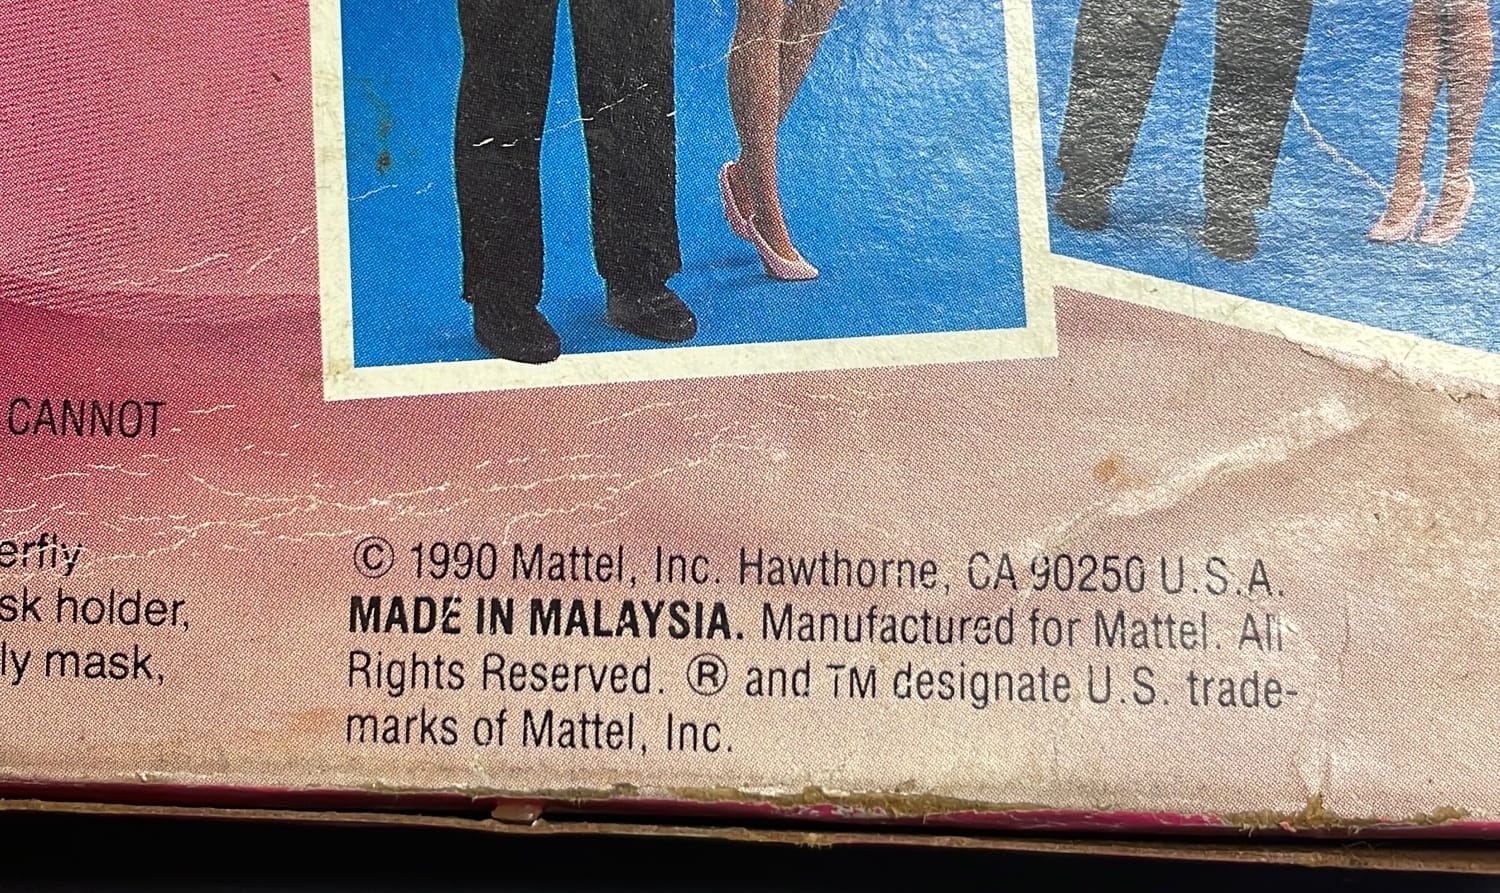 CANNOT
erfly
sk holder,
ly mask,
© 1990 Mattel, Inc. Hawthorne, CA 90250 U.S.A.
MADE IN MALAYSIA. Manufactured for Mattel. All
Rights Reserved. ® and TM designate U.S. trade-
marks of Mattel, Inc.